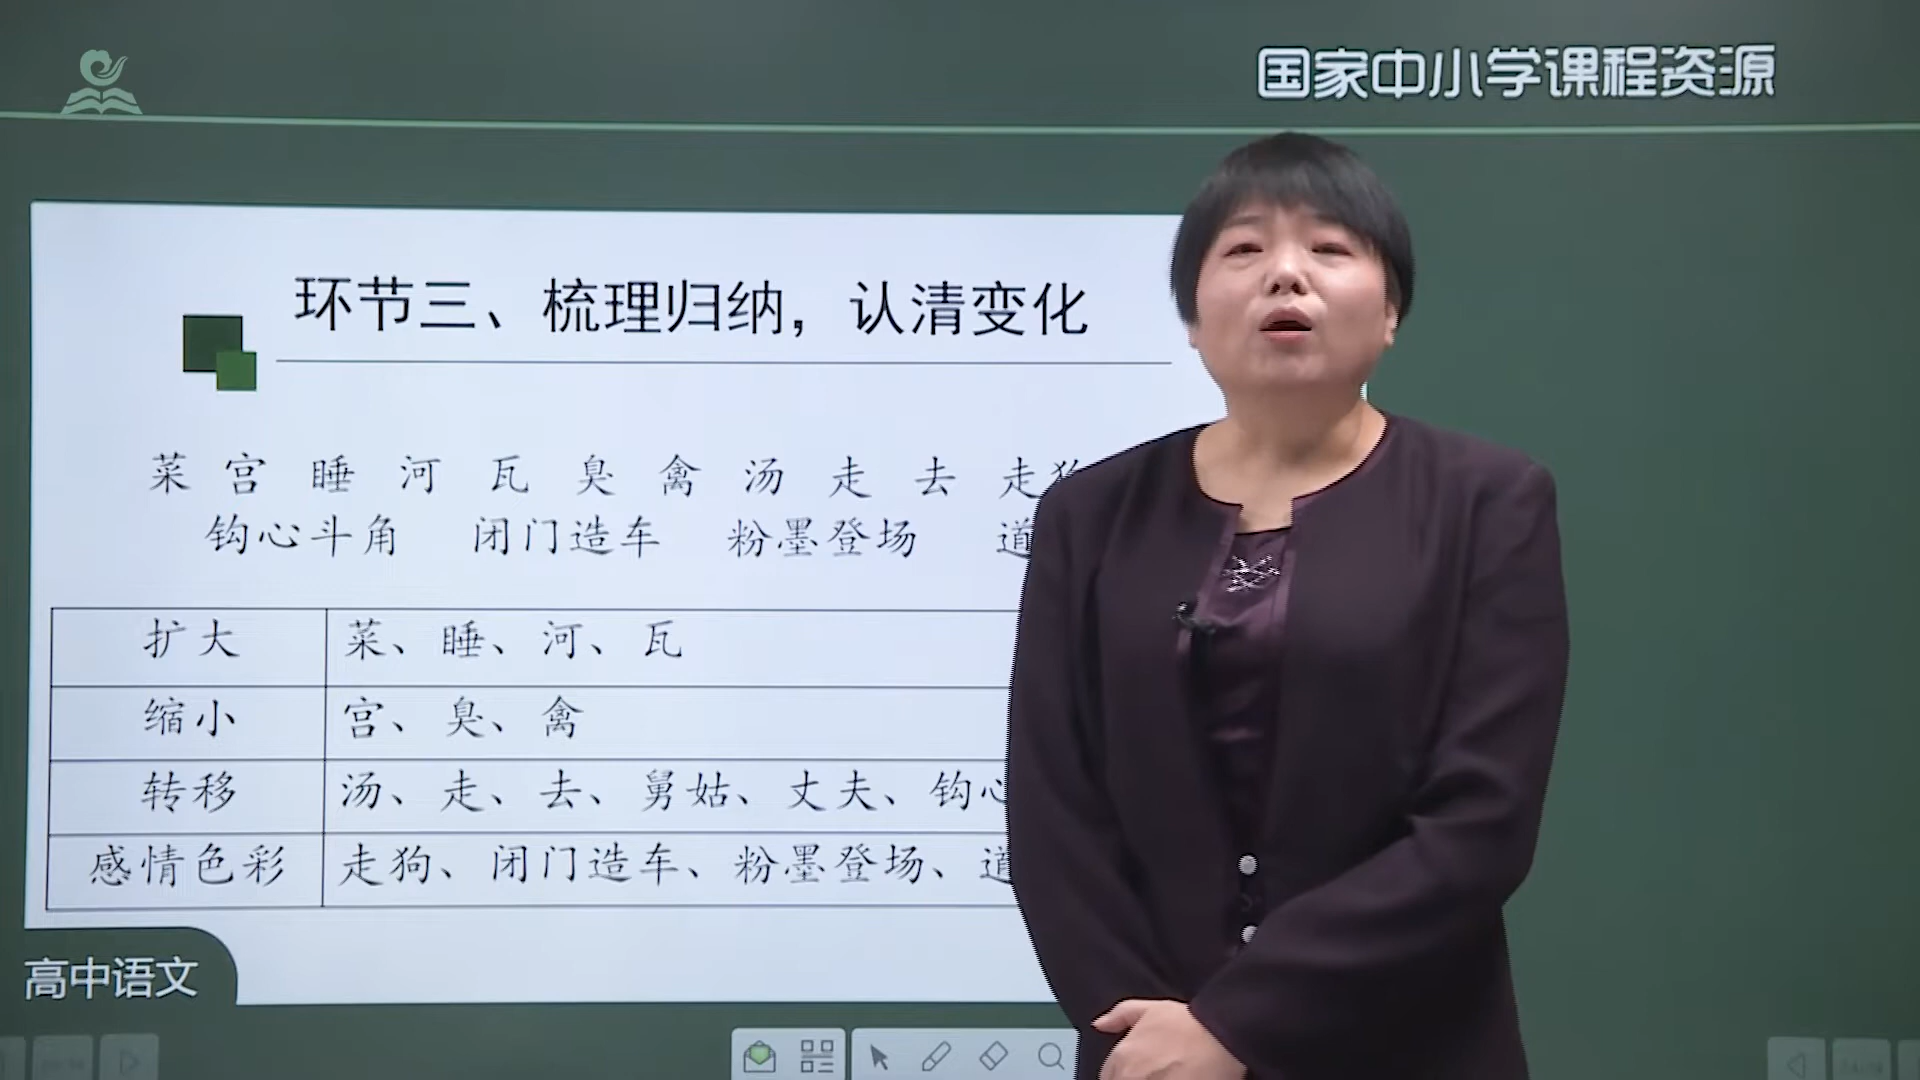 国家中小学课程资源
环节三、梳理归纳，认清变化
菜 宫 睡 河 瓦 臭 禽 汤 走 去 走狗
钩心斗角 闭门造车 粉墨登场 道
扩大 菜、睡、河、瓦
缩小 宫、臭、禽
转移 汤、走、去、舅姑、丈夫、钩心
感情色彩 走狗、闭门造车、粉墨登场、道
高中语文